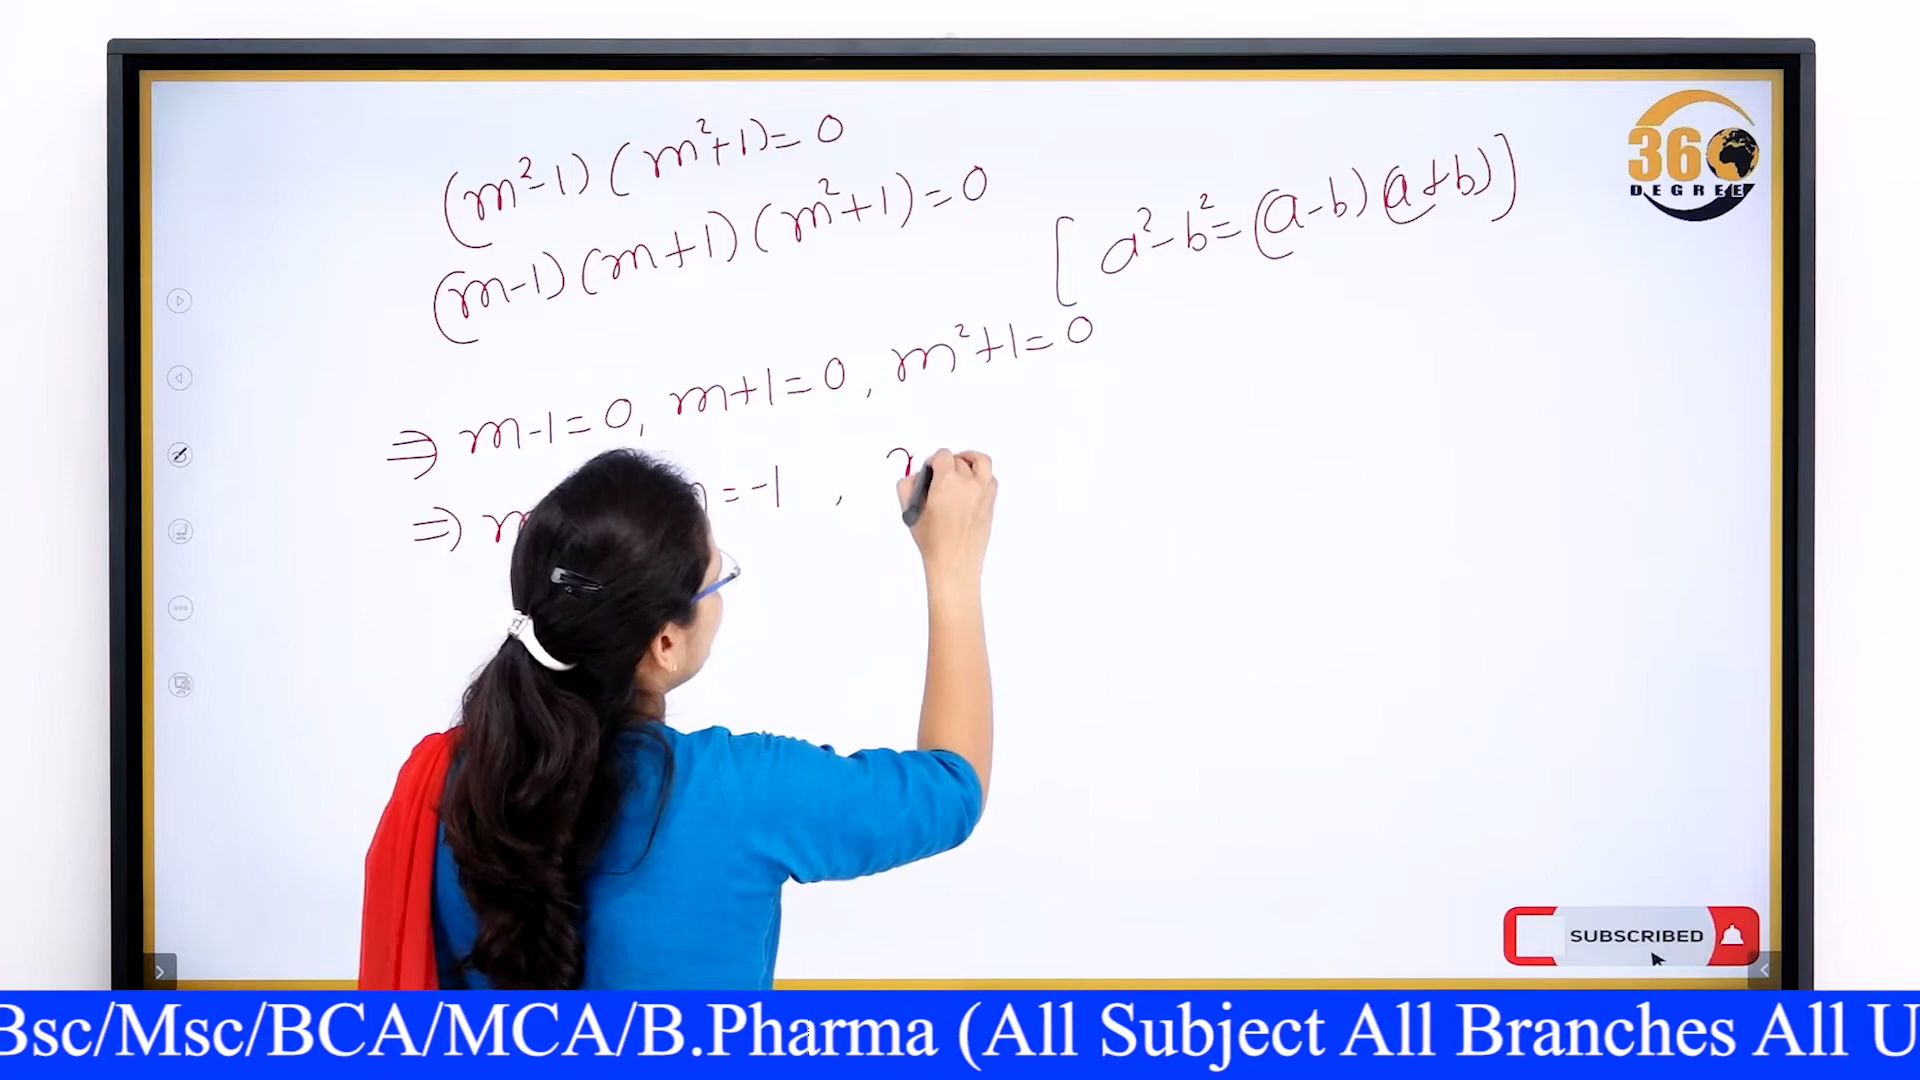 (m²-1)(m²+1)=0
(m-1)(m+1)(m²+1)=0
[a²-b²=(a-b)(a+b)]
⇒ m-1=0, m+1=0, m²+1=0
⇒ m =-1 ,
360
DEGREE
SUBSCRIBED
Bsc/Msc/BCA/MCA/B.Pharma (All Subject All Branches All U